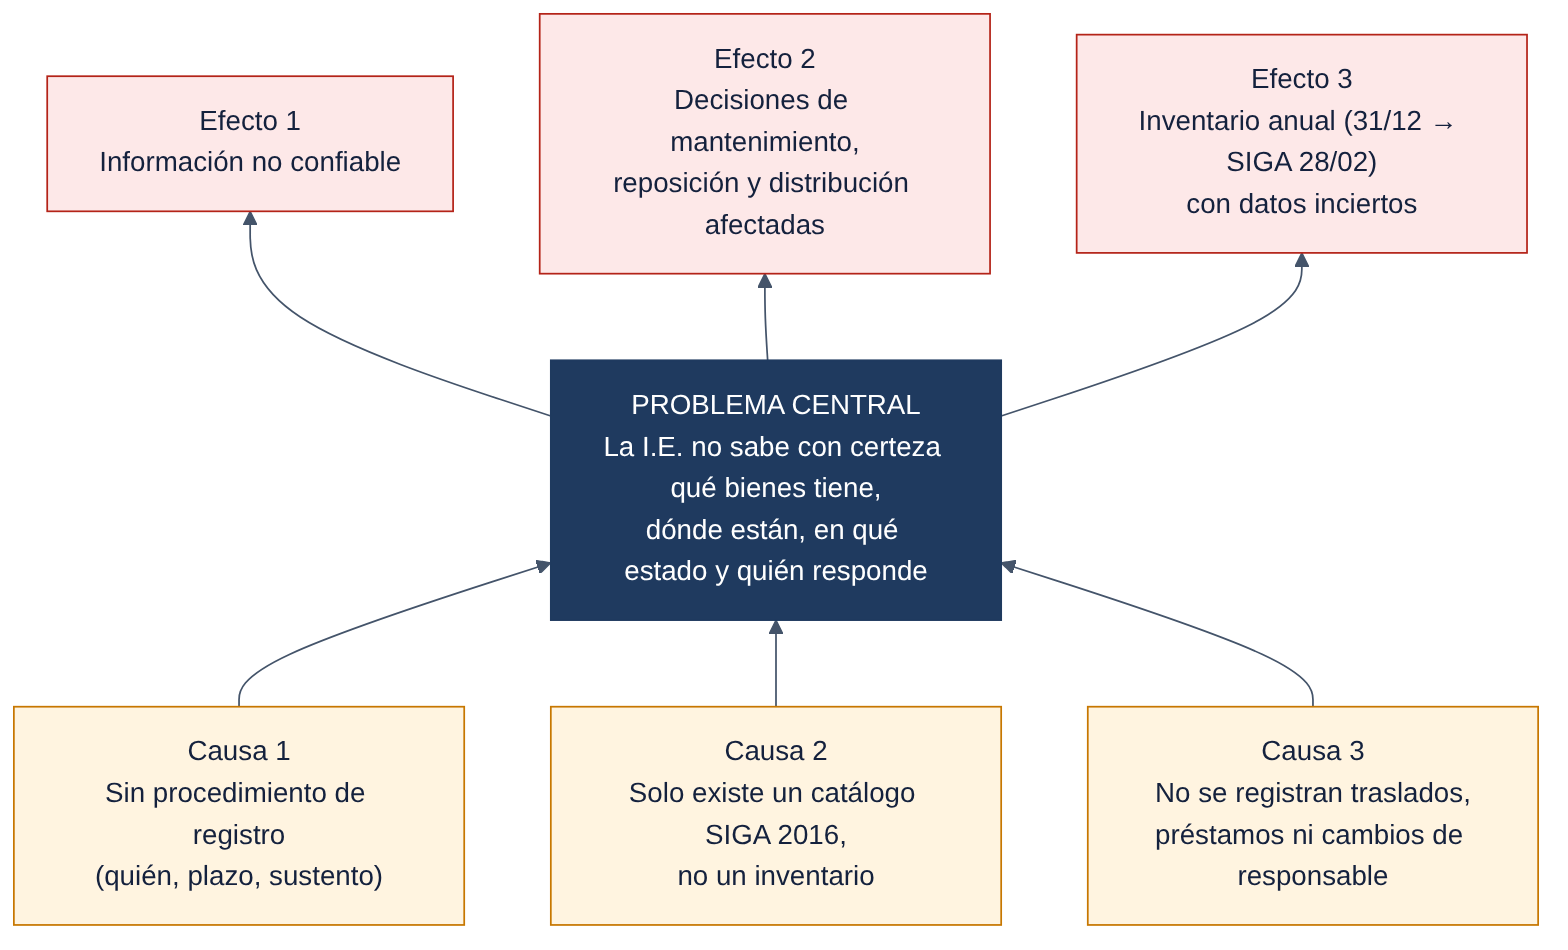 Efecto 1
Información no confiable
Efecto 2
Decisiones de
mantenimiento,
reposición y distribución
afectadas
Efecto 3
Inventario anual (31/12 →
SIGA 28/02)
con datos inciertos
PROBLEMA CENTRAL
La I.E. no sabe con certeza
qué bienes tiene,
dónde están, en qué
estado y quién responde
Causa 1
Sin procedimiento de
registro
(quién, plazo, sustento)
Causa 2
Solo existe un catálogo
SIGA 2016,
no un inventario
Causa 3
No se registran traslados,
préstamos ni cambios de
responsable